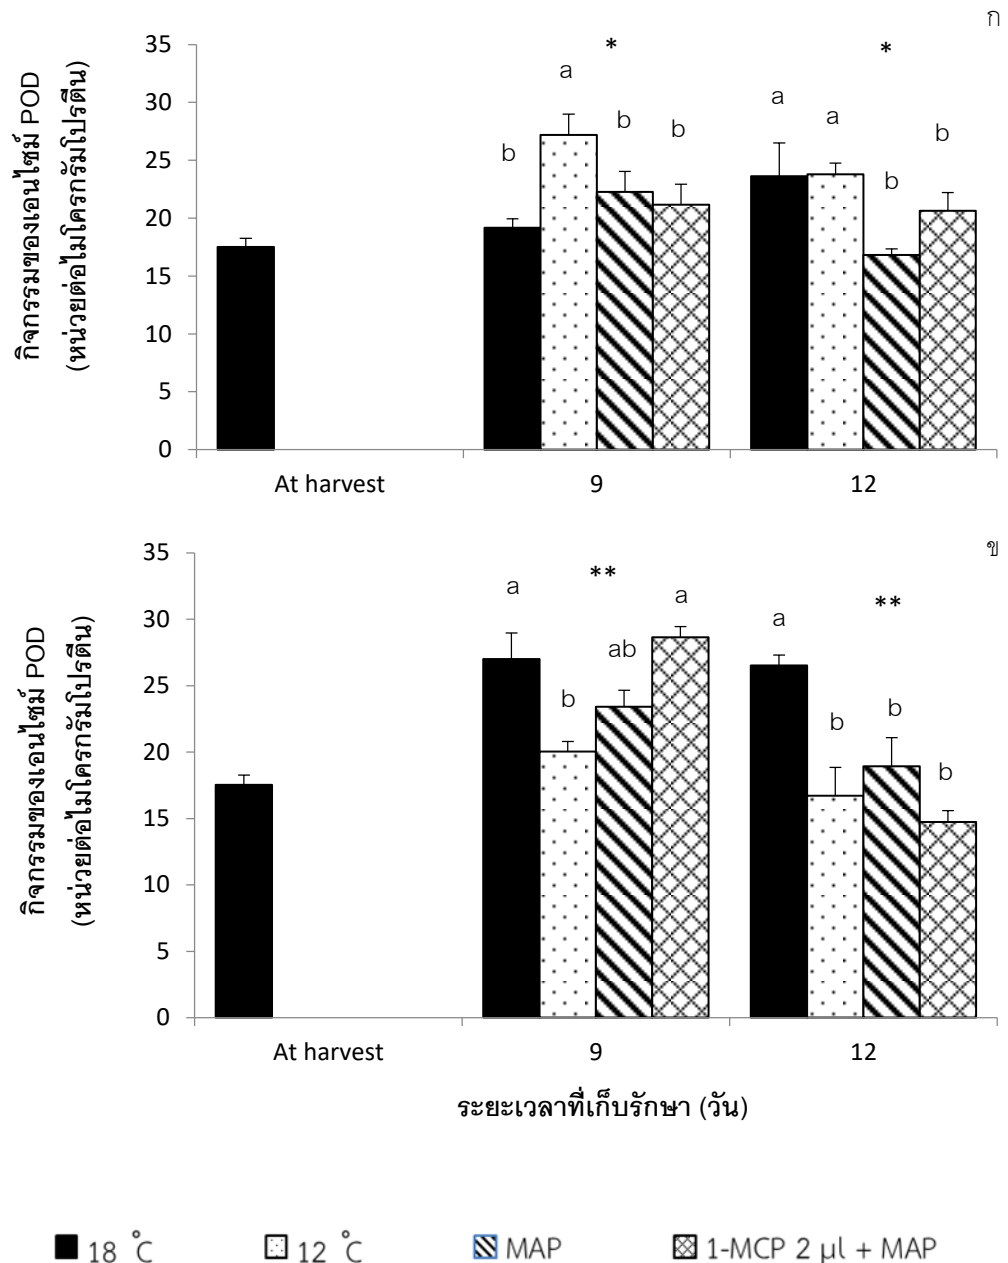 ก
กิจกรรมของเอนไซม์ POD
(หน่วยต่อไมโครกรัมโปรตีน)
35
30
25
20
15
10
5
0
*
*
b
a
b
b
a
a
b
b
At harvest
9
12
ข
กิจกรรมของเอนไซม์ POD
(หน่วยต่อไมโครกรัมโปรตีน)
35
30
25
20
15
10
5
0
**
**
a
b
ab
a
a
b
b
b
At harvest
9
12
ระยะเวลาที่เก็บรักษา (วัน)
18 °C
12 °C
MAP
1-MCP 2 µl + MAP